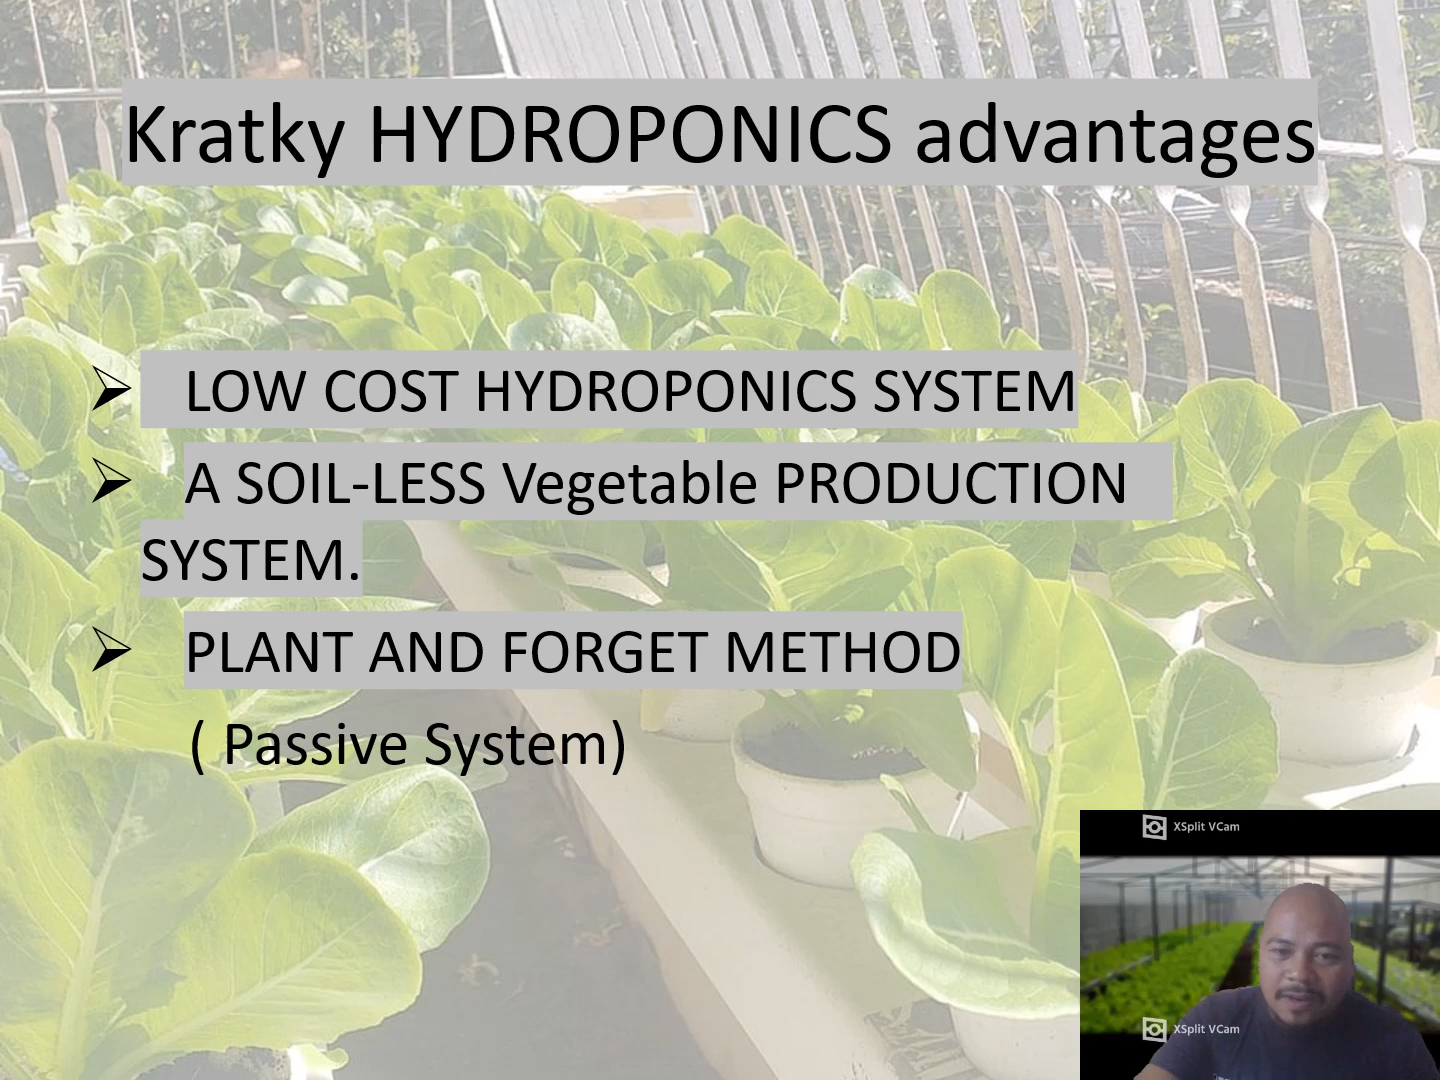 Kratky HYDROPONICS advantages
➢ LOW COST HYDROPONICS SYSTEM
➢ A SOIL-LESS Vegetable PRODUCTION
SYSTEM.
➢ PLANT AND FORGET METHOD
( Passive System)
XSplit VCam
XSplit VCam